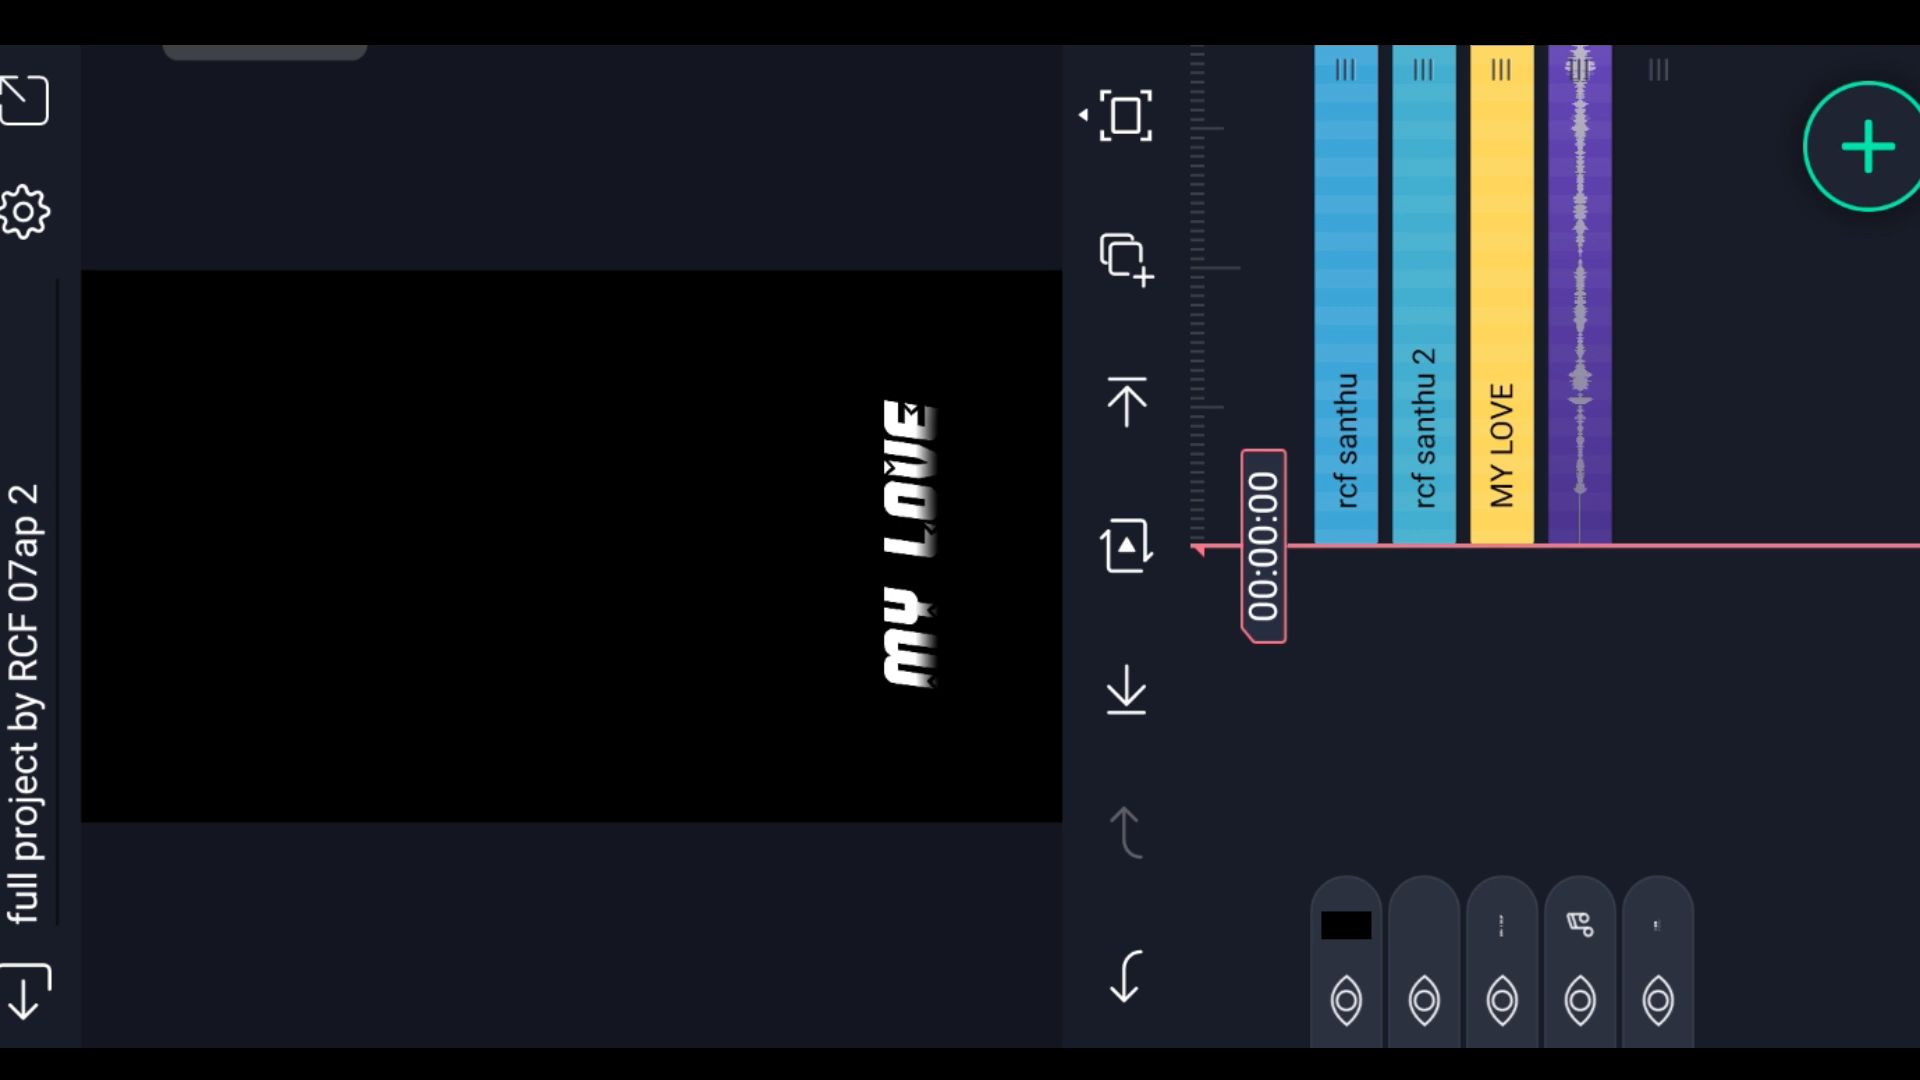 full project by RCF 07ap 2
MY LOVE
00:00:00
rcf santhu
rcf santhu 2
MY LOVE